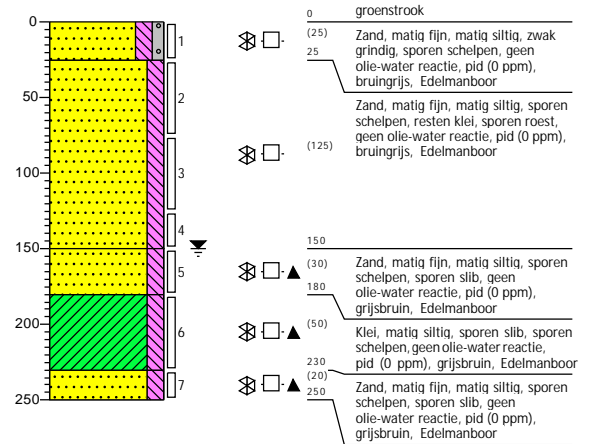 0
groenstrook
0
(25)
Zand, matig fijn, matig siltig, zwak
grindig, sporen schelpen, geen
olie-water reactie, pid (0 ppm),
bruingrijs, Edelmanboor
1
25
50
2
Zand, matig fijn, matig siltig, sporen
schelpen, resten klei, sporen roest,
geen olie-water reactie, pid (0 ppm),
bruingrijs, Edelmanboor
100
(125)
3
4
150
150
5
(30)
Zand, matig fijn, matig siltig, sporen
schelpen, sporen slib, geen
olie-water reactie, pid (0 ppm),
grijsbruin, Edelmanboor
180
200
6
(50)
Klei, matig siltig, sporen slib, sporen
schelpen, geen olie-water reactie,
pid (0 ppm), grijsbruin, Edelmanboor
230
7
(20)
Zand, matig fijn, matig siltig, sporen
schelpen, sporen slib, geen
olie-water reactie, pid (0 ppm),
grijsbruin, Edelmanboor
250
250